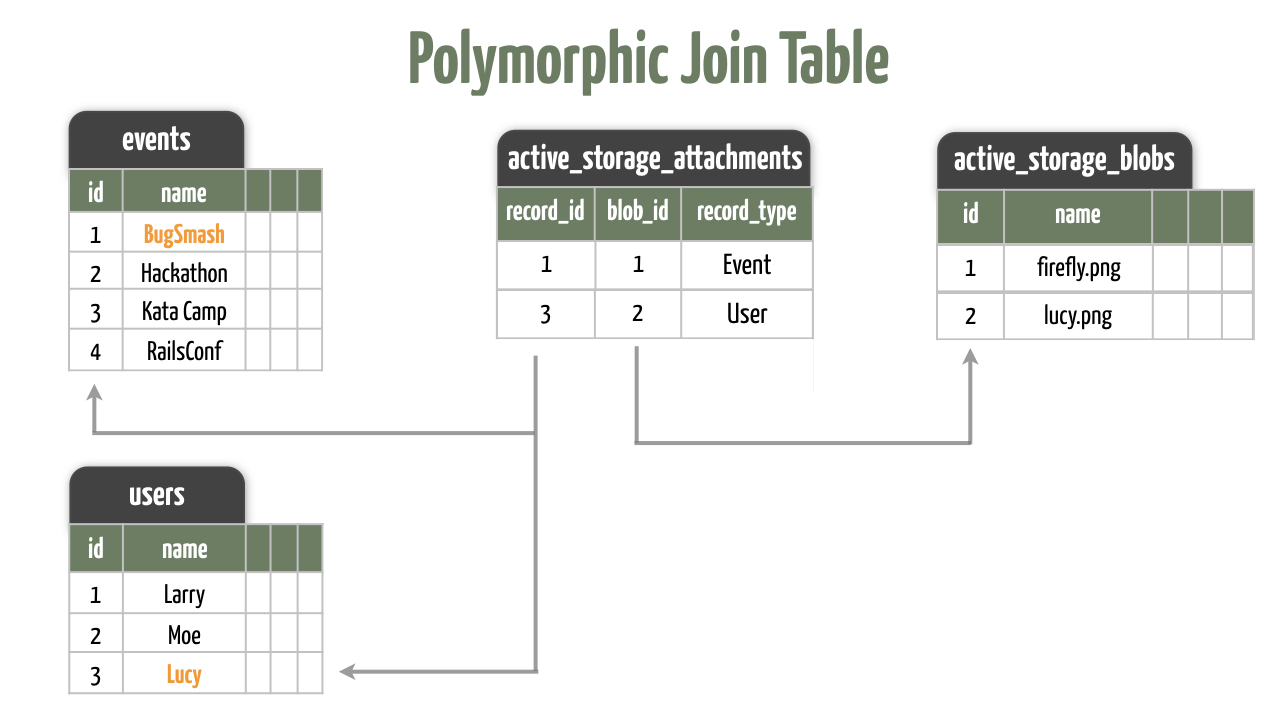 Polymorphic Join Table
events
id name
1 BugSmash
2 Hackathon
3 Kata Camp
4 RailsConf
active_storage_attachments
record_id blob_id record_type
1 1 Event
3 2 User
active_storage_blobs
id name
1 firefly.png
2 lucy.png
users
id name
1 Larry
2 Moe
3 Lucy